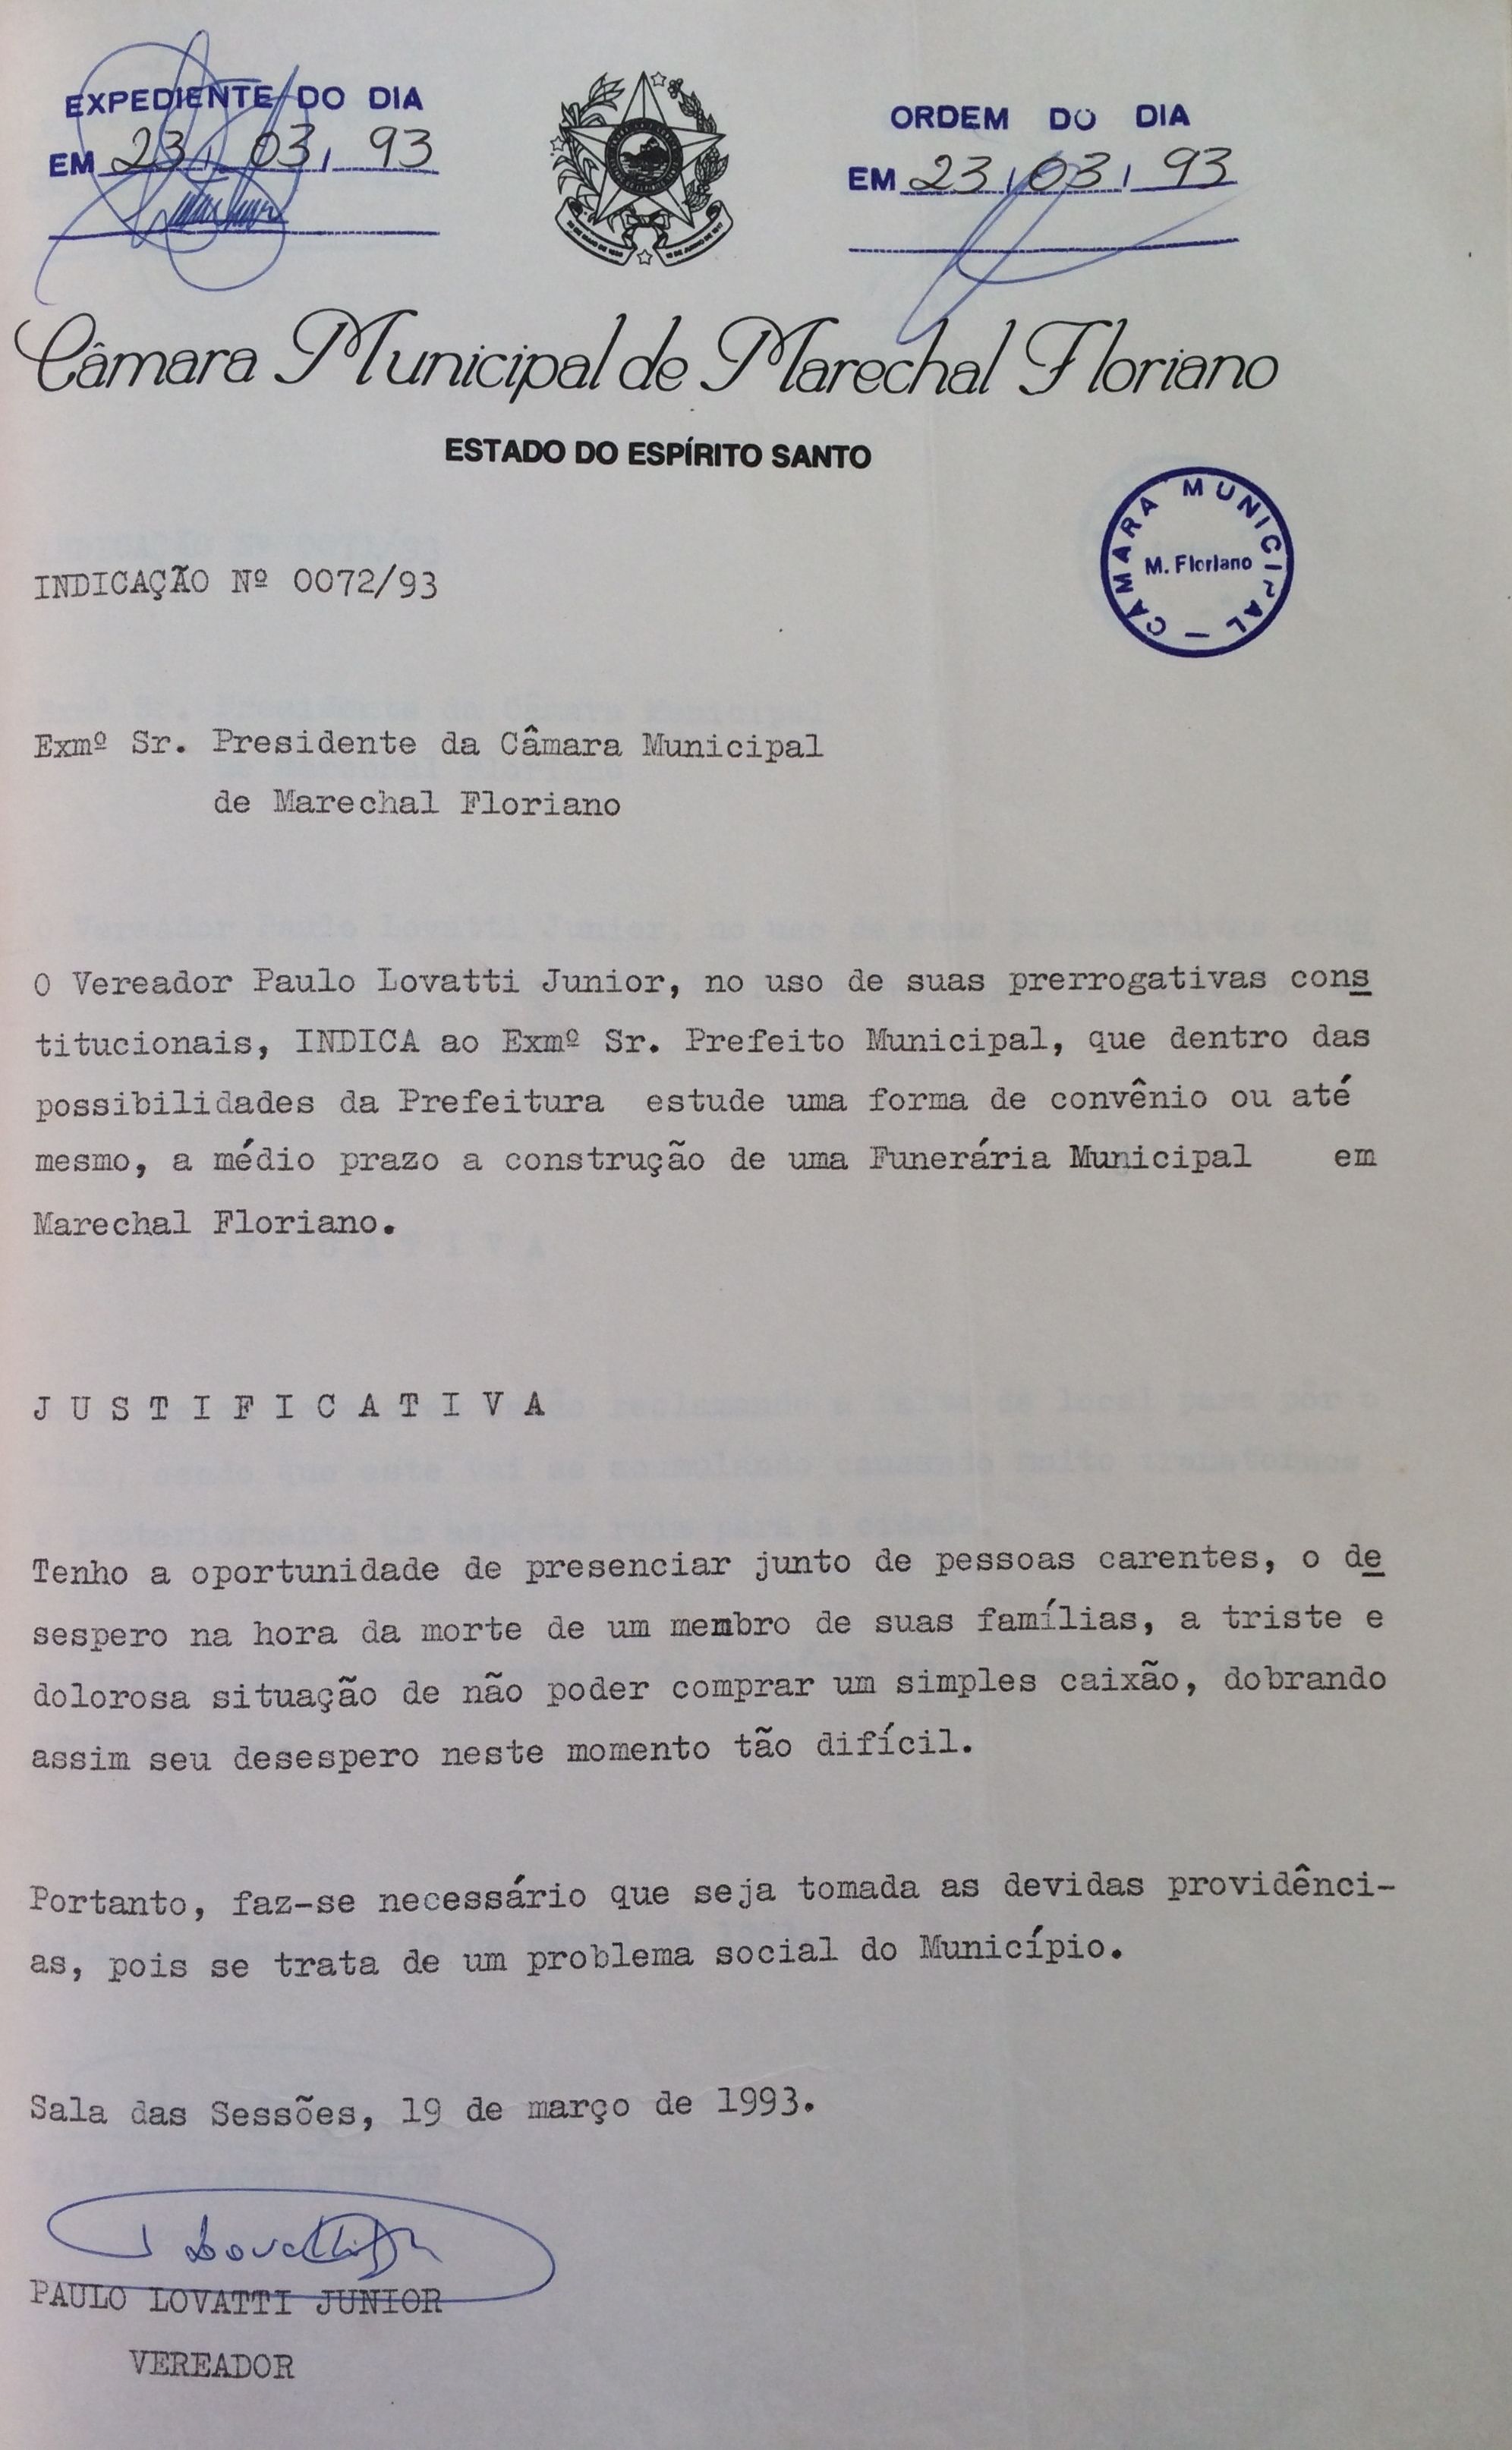 EXPEDIENTE DO DIA
EM 23/03/93
ORDEM DO DIA
EM 23/03/93
Câmara Municipal de Marechal Floriano
ESTADO DO ESPÍRITO SANTO
CÂMARA MUNICIPAL
M. Floriano
INDICAÇÃO Nº 0072/93
Exmº Sr. Presidente da Câmara Municipal
de Marechal Floriano
O Vereador Paulo Lovatti Junior, no uso de suas prerrogativas cons
titucionais, INDICA ao Exmº Sr. Prefeito Municipal, que dentro das
possibilidades da Prefeitura estude uma forma de convênio ou até
mesmo, a médio prazo a construção de uma Funerária Municipal em
Marechal Floriano.
J U S T I F I C A T I V A
Tenho a oportunidade de presenciar junto de pessoas carentes, o de
sespero na hora da morte de um membro de suas famílias, a triste e
dolorosa situação de não poder comprar um simples caixão, dobrando
assim seu desespero neste momento tão difícil.
Portanto, faz-se necessário que seja tomada as devidas providênci-
as, pois se trata de um problema social do Município.
Sala das Sessões, 19 de março de 1993.
PAULO LOVATTI JUNIOR
VEREADOR